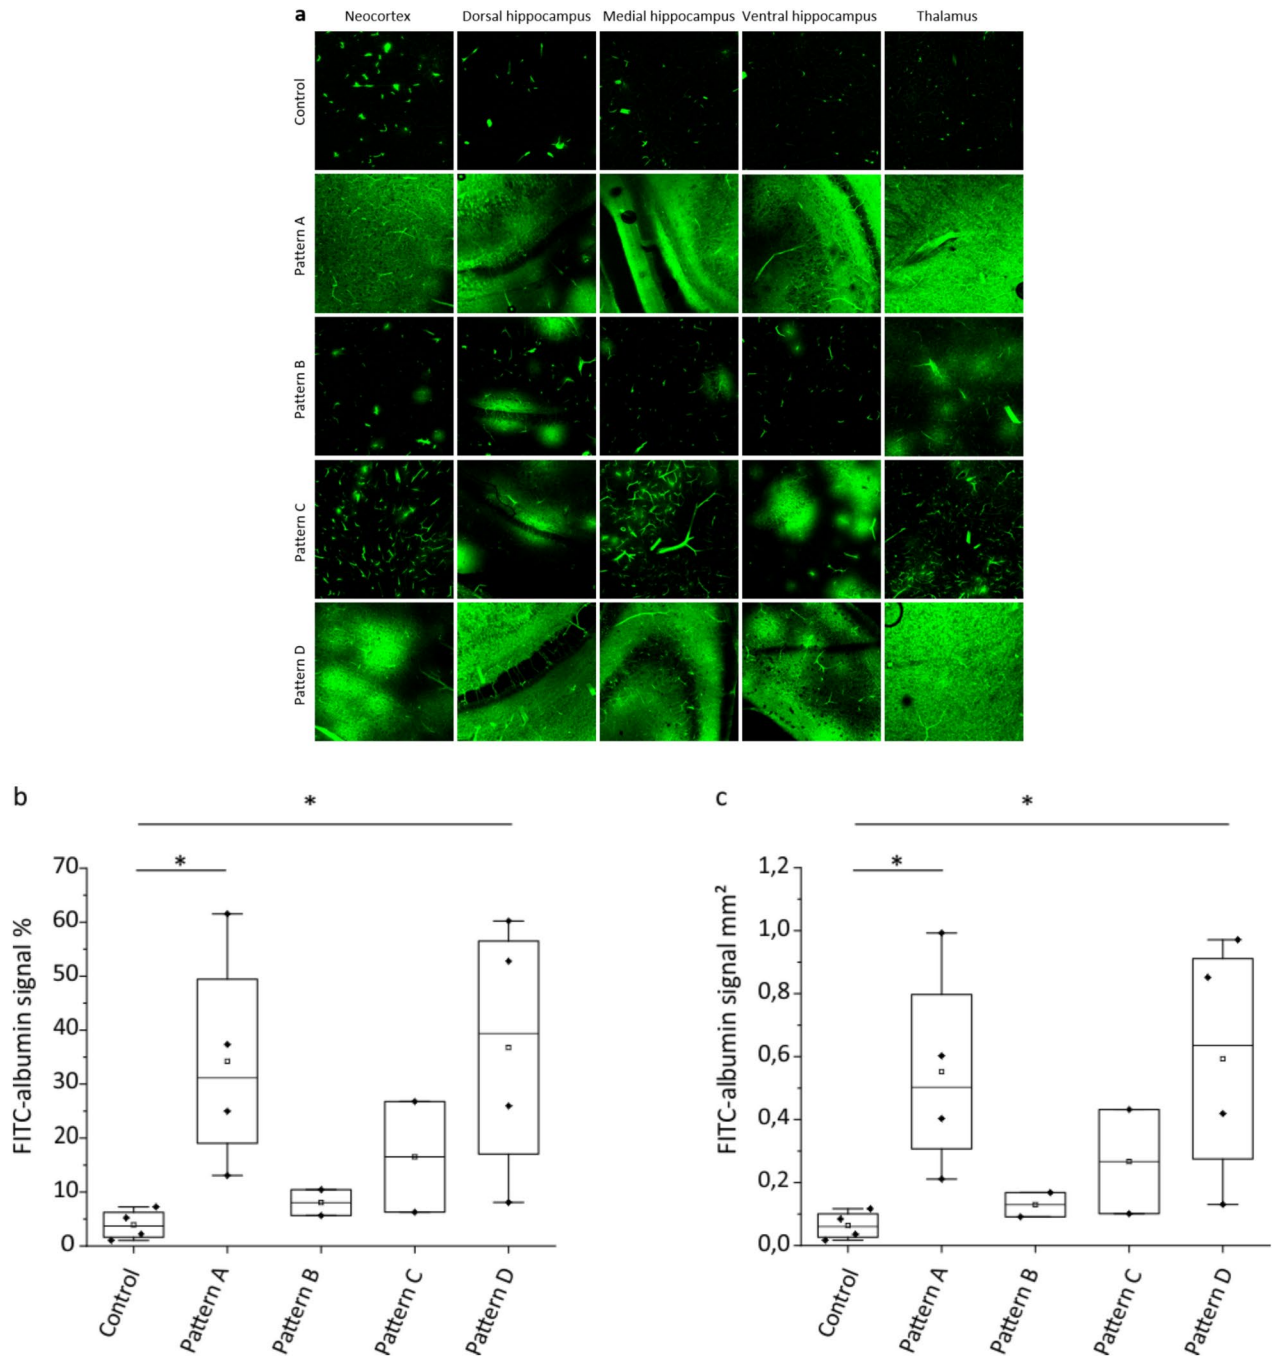 a
Neocortex Dorsal hippocampus Medial hippocampus Ventral hippocampus Thalamus
Control
Pattern A
Pattern B
Pattern C
Pattern D
b
*
*
FITC-albumin signal %
70
60
50
40
30
20
10
0
Control Pattern A Pattern B Pattern C Pattern D
c
*
*
FITC-albumin signal mm²
1,2
1,0
0,8
0,6
0,4
0,2
0,0
Control Pattern A Pattern B Pattern C Pattern D